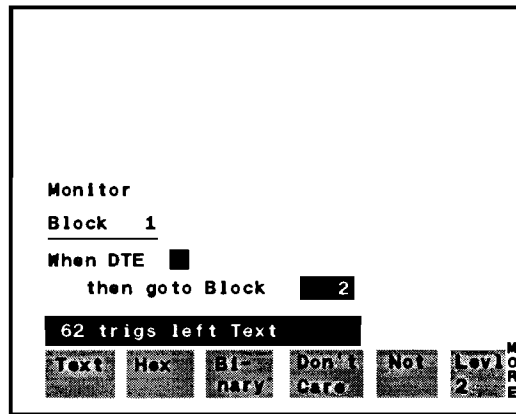 Monitor
Block 1
When DTE
then goto Block 2
62 trigs left Text
Text Hex Bi-nary Don't Care Not Levl 2 MORE